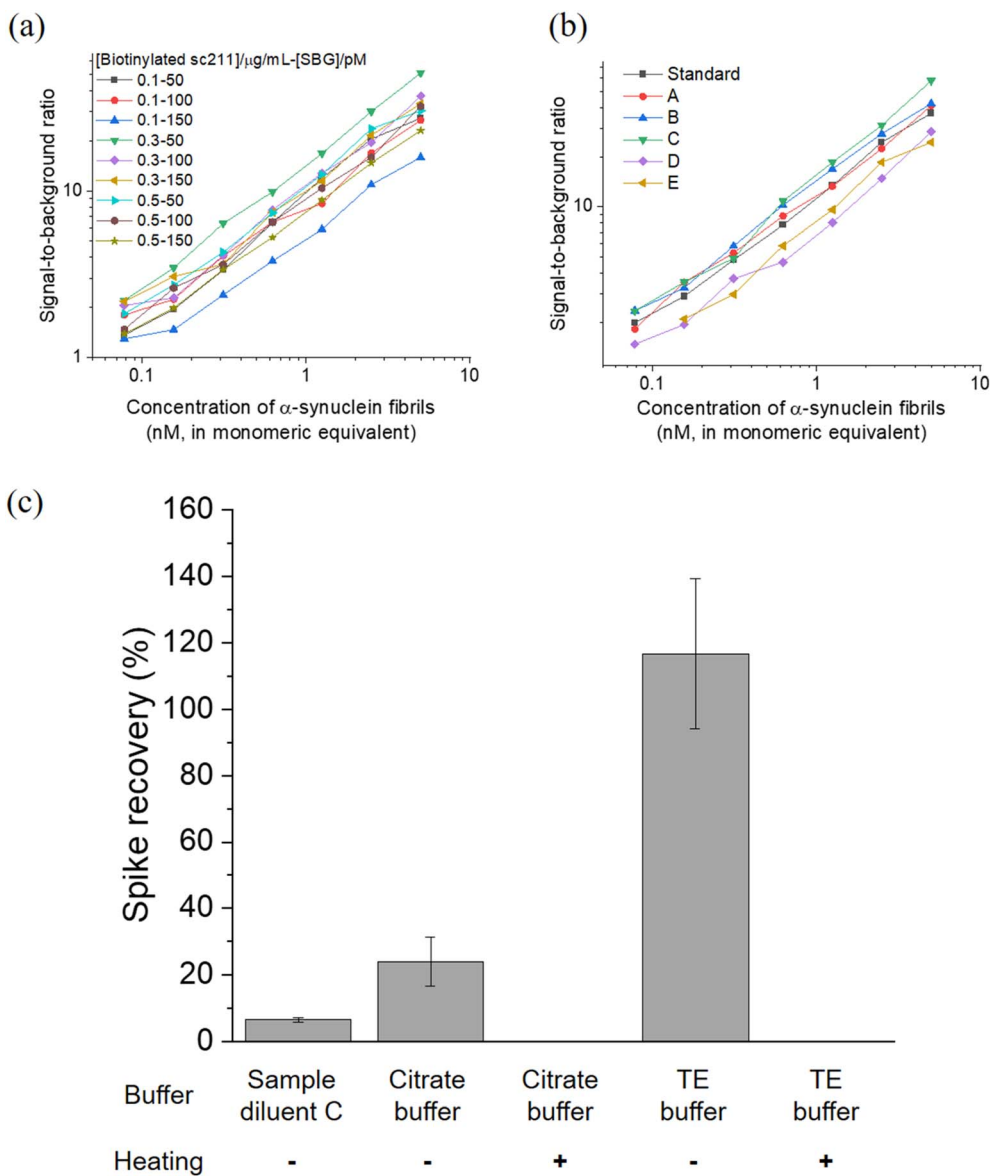 (a)
[Biotinylated sc211]/μg/mL-[SBG]/pM
0.1-50
0.1-100
0.1-150
0.3-50
0.3-100
0.3-150
0.5-50
0.5-100
0.5-150
Signal-to-background ratio
10
1
0.1
1
10
Concentration of α-synuclein fibrils
(nM, in monomeric equivalent)
(b)
Standard
A
B
C
D
E
Signal-to-background ratio
10
0.1
1
10
Concentration of α-synuclein fibrils
(nM, in monomeric equivalent)
(c)
Spike recovery (%)
160
140
120
100
80
60
40
20
0
Buffer
Sample
diluent C
Citrate
buffer
Citrate
buffer
TE
buffer
TE
buffer
Heating - - + - +